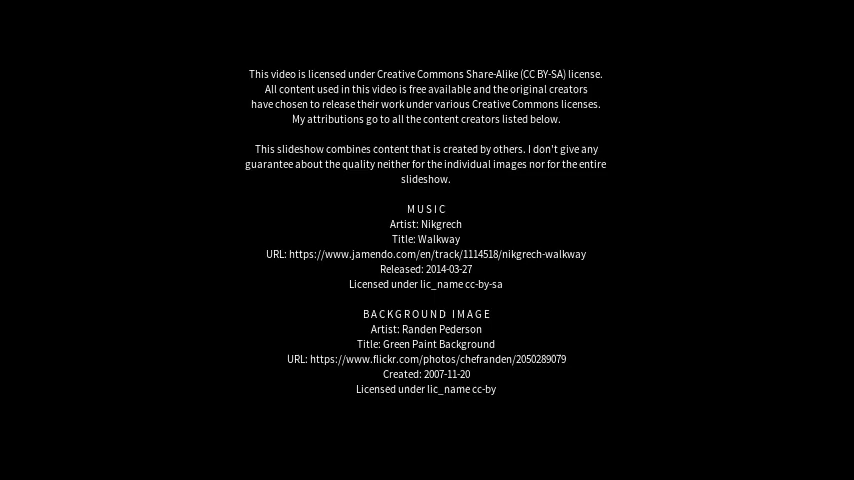 This video is licensed under Creative Commons Share-Alike (CC BY-SA) license.
All content used in this video is free available and the original creators
have chosen to release their work under various Creative Commons licenses.
My attributions go to all the content creators listed below.
This slideshow combines content that is created by others. I don't give any
guarantee about the quality neither for the individual images nor for the entire
slideshow.
MUSIC
Artist: Nikgrech
Title: Walkway
URL: https://www.jamendo.com/en/track/1114518/nikgrech-walkway
Released: 2014-03-27
Licensed under lic_name cc-by-sa
BACKGROUND IMAGE
Artist: Randen Pederson
Title: Green Paint Background
URL: https://www.flickr.com/photos/chefranden/2050289079
Created: 2007-11-20
Licensed under lic_name cc-by